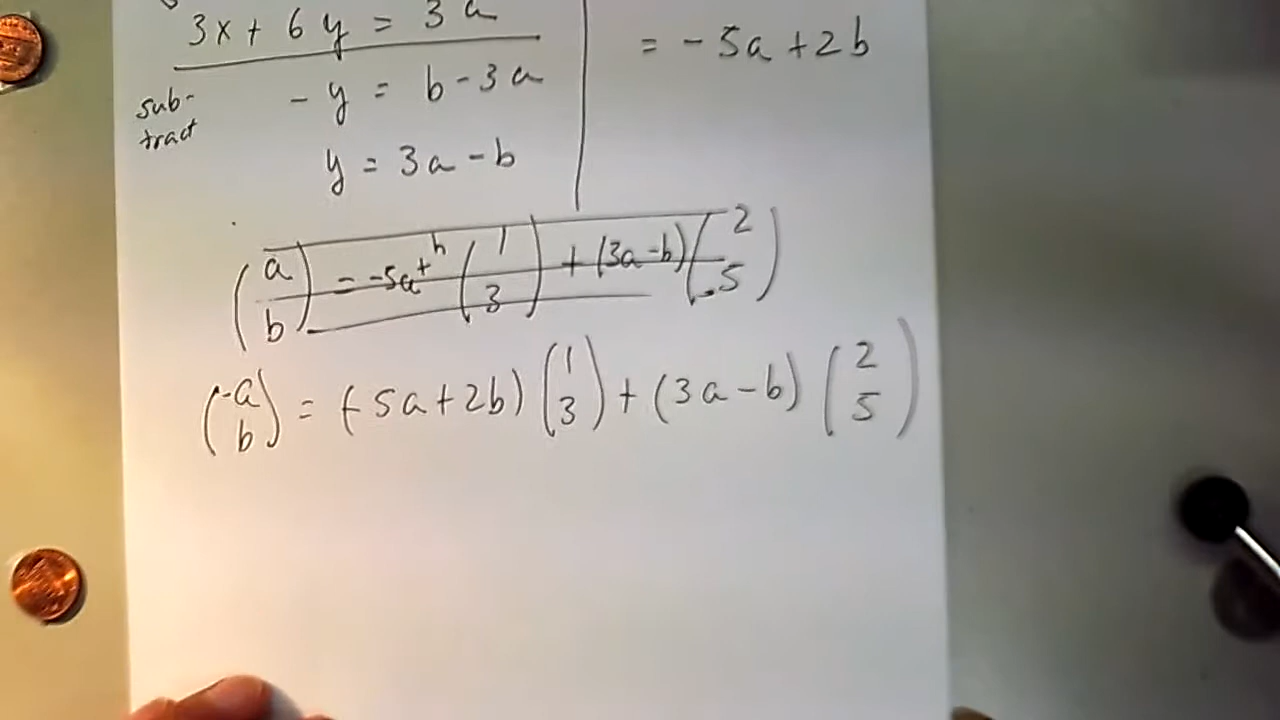 3x + 6y = 3a
= -5a + 2b
sub-
tract
- y = b - 3a
y = 3a - b
(a b) = -5a + b (1 3) + (3a - b) (2 5)
(-a b) = (-5a + 2b) (1 3) + (3a - b) (2 5)